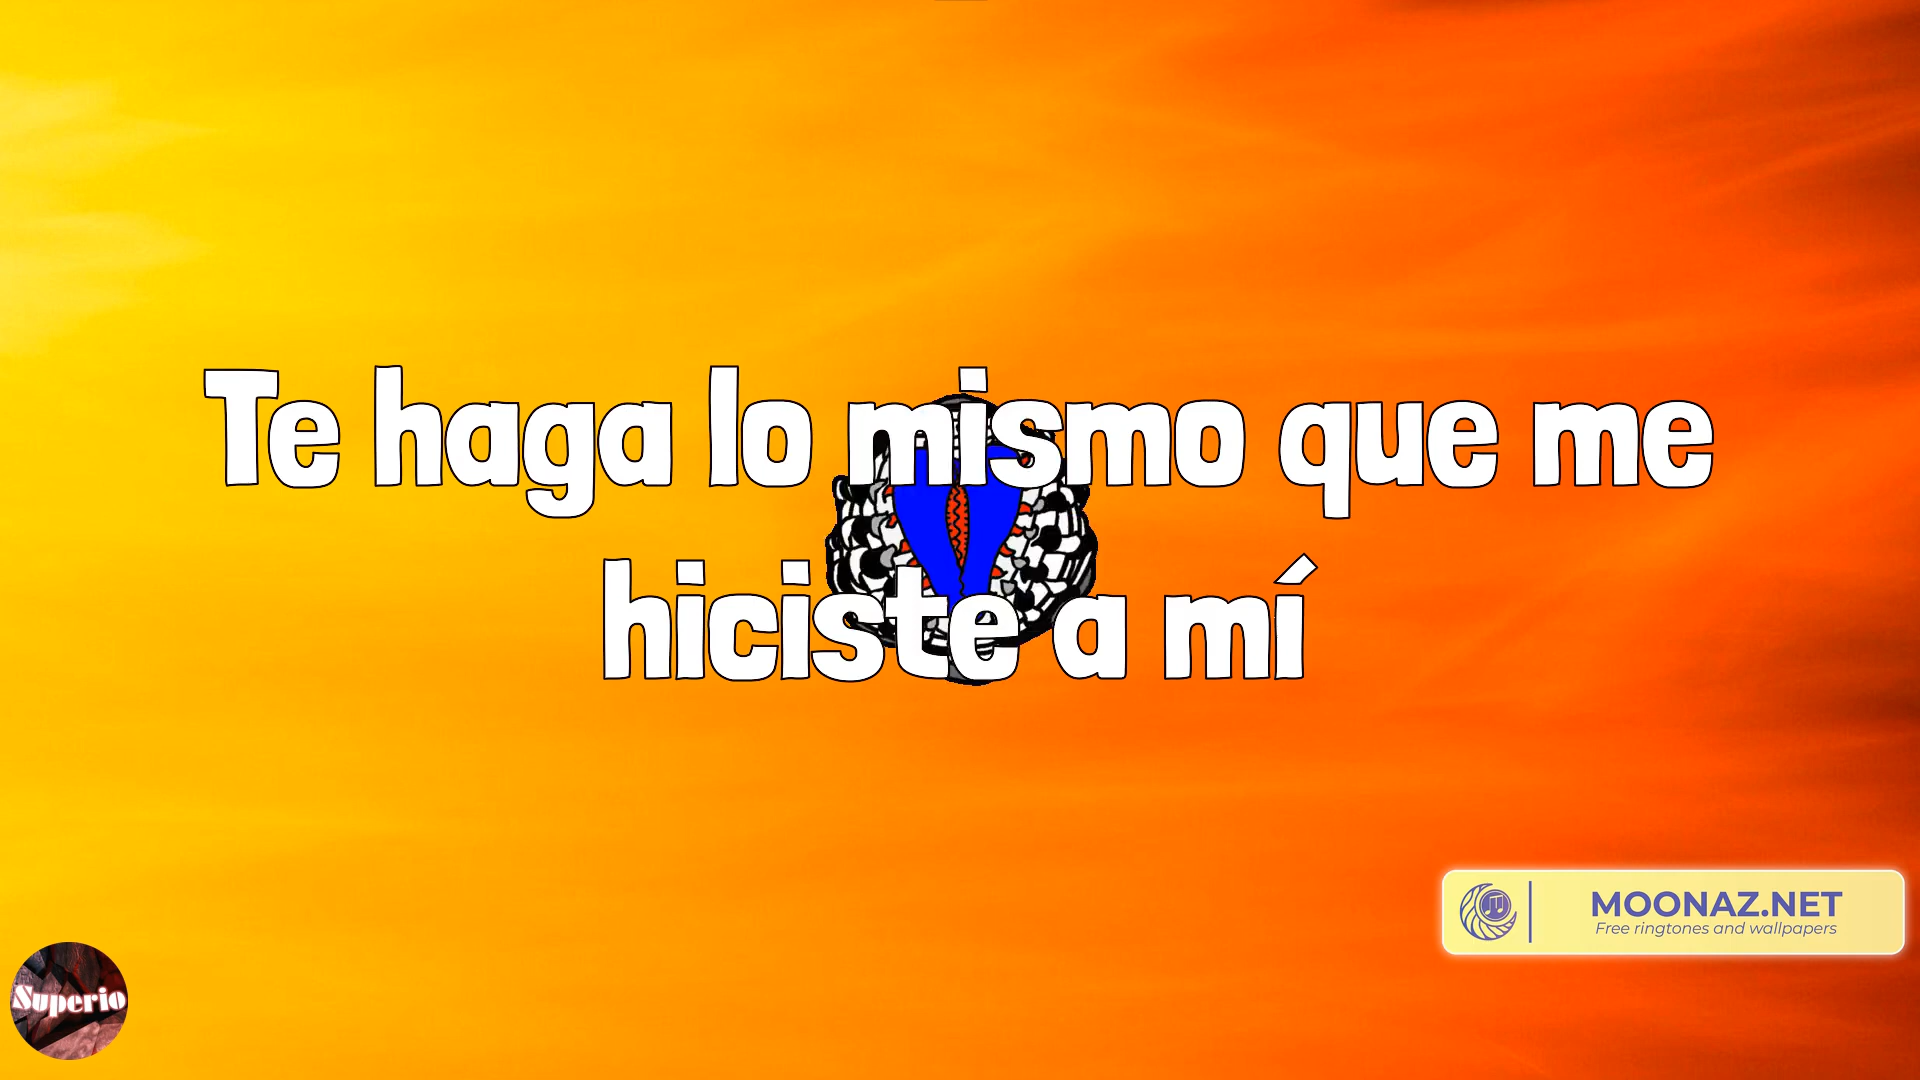 Te haga lo mismo que me
hiciste a mí
MOONAZ.NET
Free ringtones and wallpapers
Superio